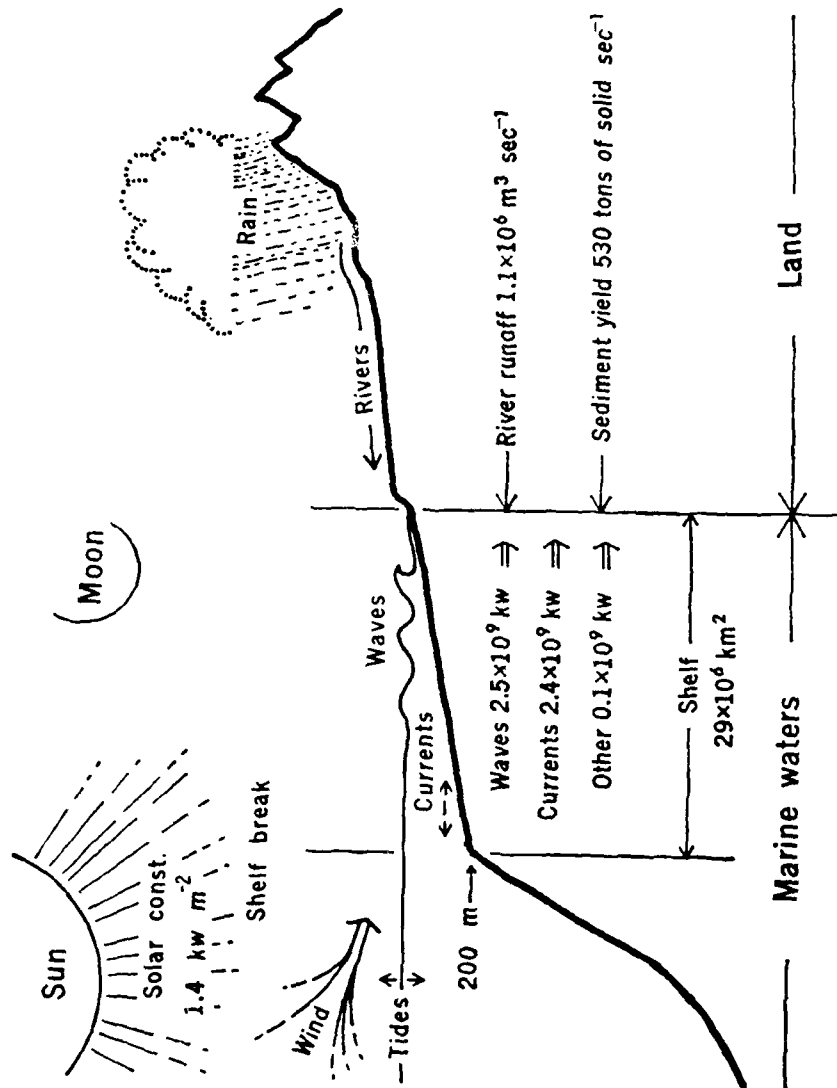 Sun
Solar const.
1.4 kw m⁻²
Shelf break
Moon
Rain
Wind
Tides
Waves
Rivers
Currents
200 m
Waves 2.5×10⁹ kw
Currents 2.4×10⁹ kw
Other 0.1×10⁹ kw
River runoff 1.1×10⁶ m³ sec⁻¹
Sediment yield 530 tons of solid sec⁻¹
Shelf
29×10⁶ km²
Marine waters
Land